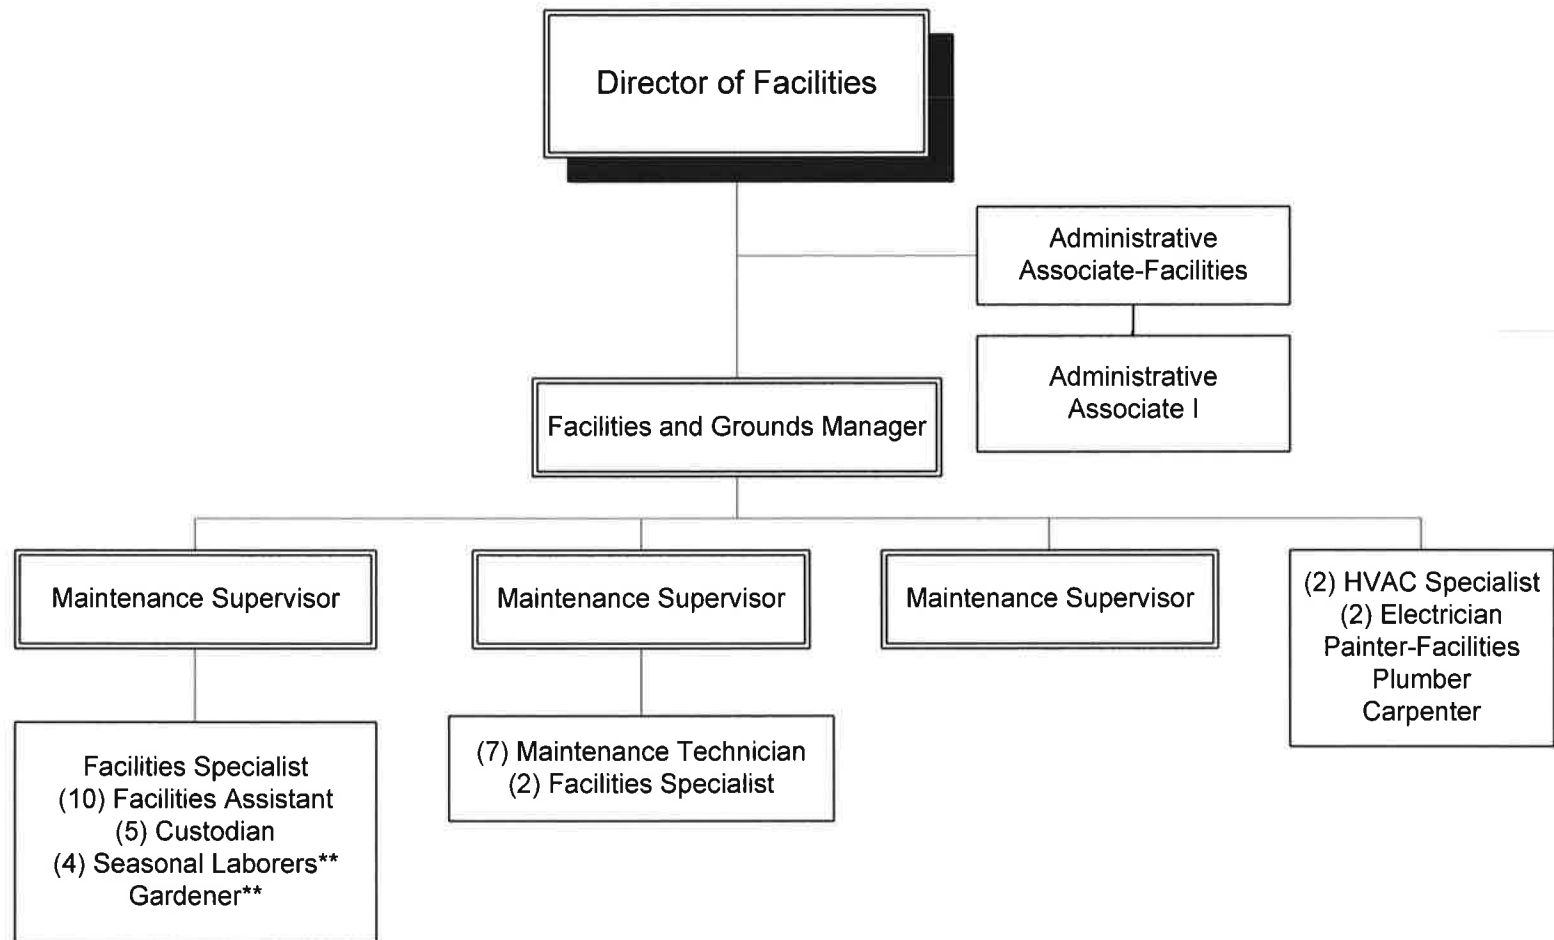 Director of Facilities
Administrative
Associate-Facilities
Administrative
Associate I
Facilities and Grounds Manager
Maintenance Supervisor
Maintenance Supervisor
Maintenance Supervisor
(2) HVAC Specialist
(2) Electrician
Painter-Facilities
Plumber
Carpenter
Facilities Specialist
(10) Facilities Assistant
(5) Custodian
(4) Seasonal Laborers**
Gardener**
(7) Maintenance Technician
(2) Facilities Specialist